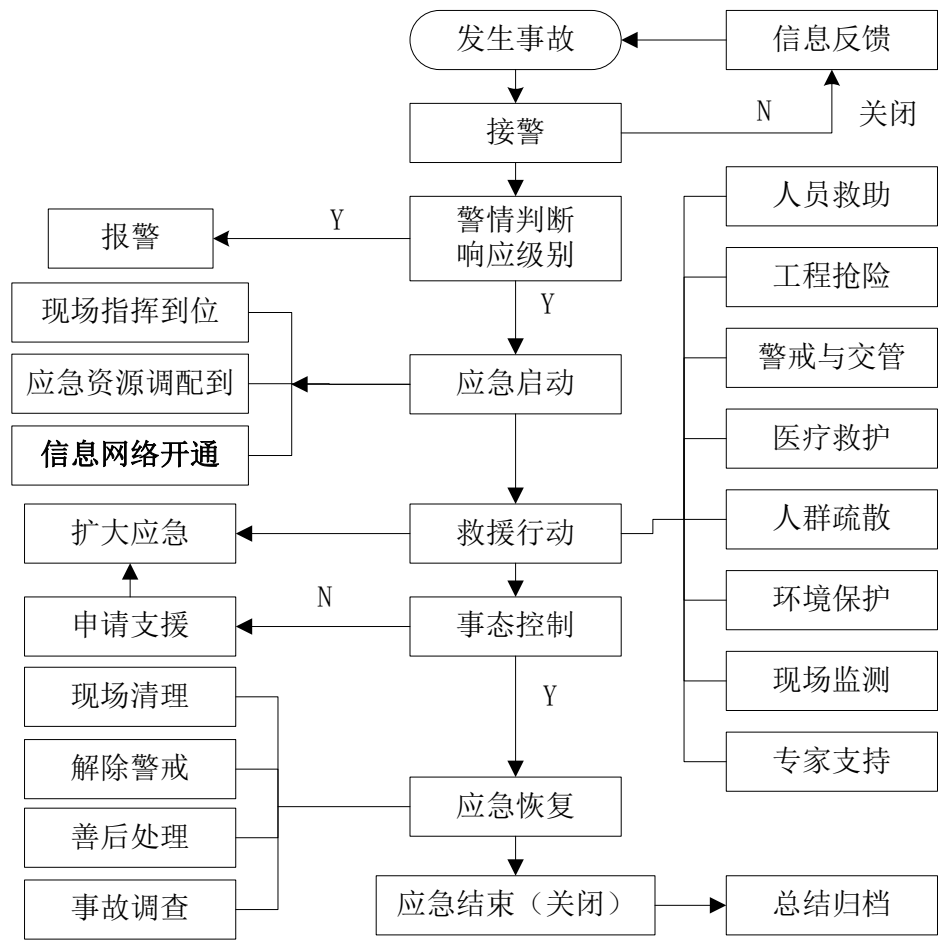 发生事故
信息反馈
接警
N
关闭
警情判断
响应级别
Y
报警
人员救助
现场指挥到位
Y
工程抢险
应急资源调配到
应急启动
警戒与交管
信息网络开通
医疗救护
扩大应急
救援行动
人群疏散
申请支援
N
事态控制
环境保护
现场清理
Y
现场监测
解除警戒
应急恢复
专家支持
善后处理
事故调查
应急结束（关闭）
总结归档